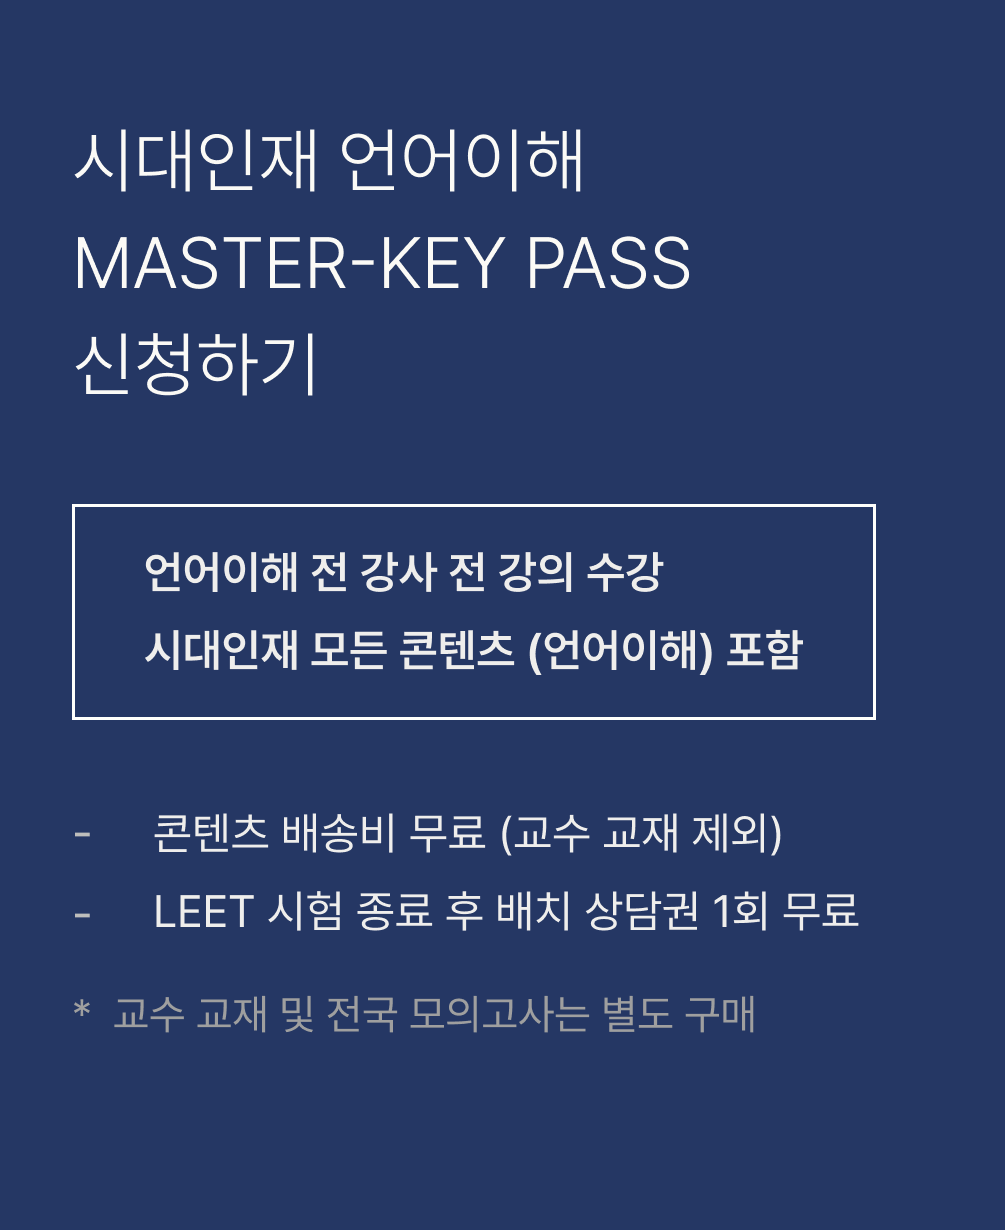 시대인재 언어이해
MASTER-KEY PASS
신청하기
언어이해 전 강사 전 강의 수강
시대인재 모든 콘텐츠 (언어이해) 포함
- 콘텐츠 배송비 무료 (교수 교재 제외)
- LEET 시험 종료 후 배치 상담권 1회 무료
* 교수 교재 및 전국 모의고사는 별도 구매